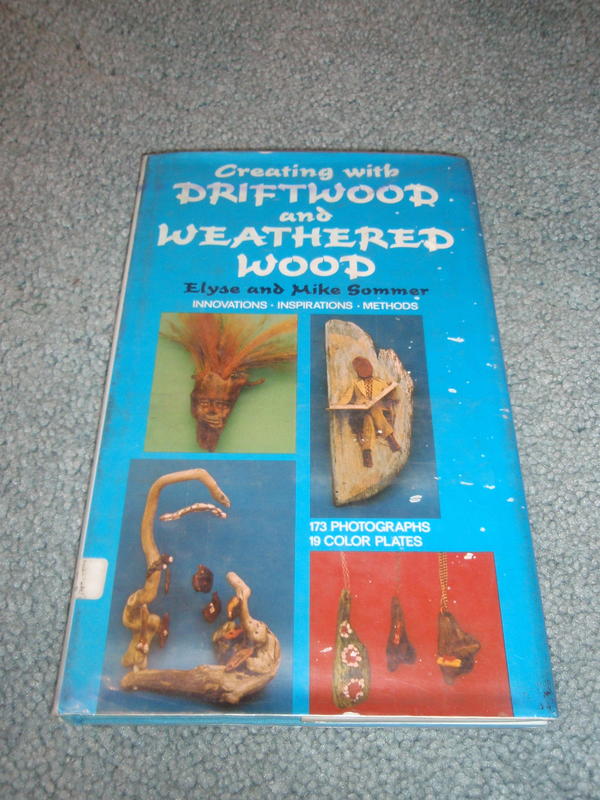 Creating with
DRIFTWOOD
and
WEATHERED
WOOD
Elyse and Mike Sommer
INNOVATIONS · INSPIRATIONS · METHODS
173 PHOTOGRAPHS
19 COLOR PLATES